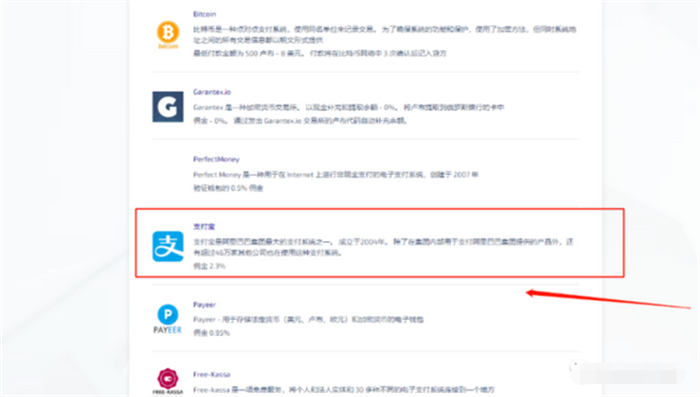 Bitcoin
比特币是一种点对点支付系统，使用同名单位来记录交易。 为了确保系统的功能和保护，使用了加密方法，但同时系统地
址之间的所有交易信息都以明文形式提供
最低付款金额为 500 卢布 - 8 美元。 付款将在比特币网络中 3 次确认后记入贷方
BITCOIN
Garantex.io
Garantex 是一种加密货币交易所。 以现金补充和提取余额 - 0%。 将卢布提取到俄罗斯银行的卡中
佣金 - 0%。 通过发出 Garantex.io 交易所的卢布代码自动补充余额。
PerfectMoney
Perfect Money 是一种用于在 Internet 上进行非现金支付的电子支付系统，创建于 2007 年
验证钱包的 0.5% 佣金
支付宝
支付宝是阿里巴巴集团最大的支付系统之一。 成立于2004年。 除了在集团内部用于支付阿里巴巴集团提供的产品外，还
有超过46万家其他公司也在使用这种支付系统。
佣金 2.3%
支
Payeer
Payeer - 用于存储法定货币（美元、卢布、欧元）和加密货币的电子钱包
佣金 0.95%
PAYEER
Free-Kassa
Free-kassa 是一项免费服务，将个人和法人实体和 30 多种不同的电子支付系统连接到一个地方
FREE-KASSA